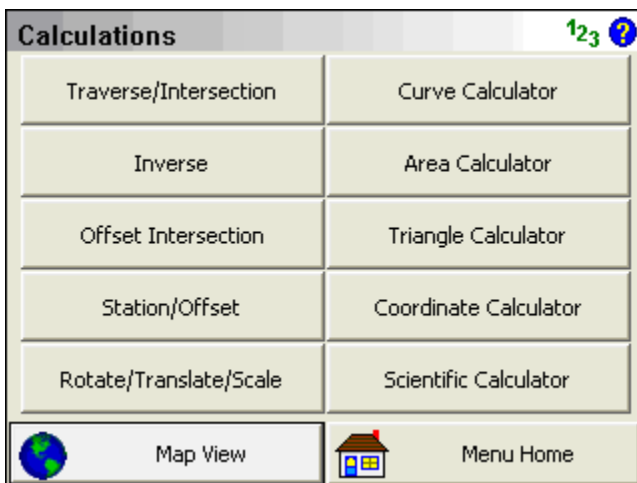 Calculations 123 ?
Traverse/Intersection
Curve Calculator
Inverse
Area Calculator
Offset Intersection
Triangle Calculator
Station/Offset
Coordinate Calculator
Rotate/Translate/Scale
Scientific Calculator
Map View
Menu Home